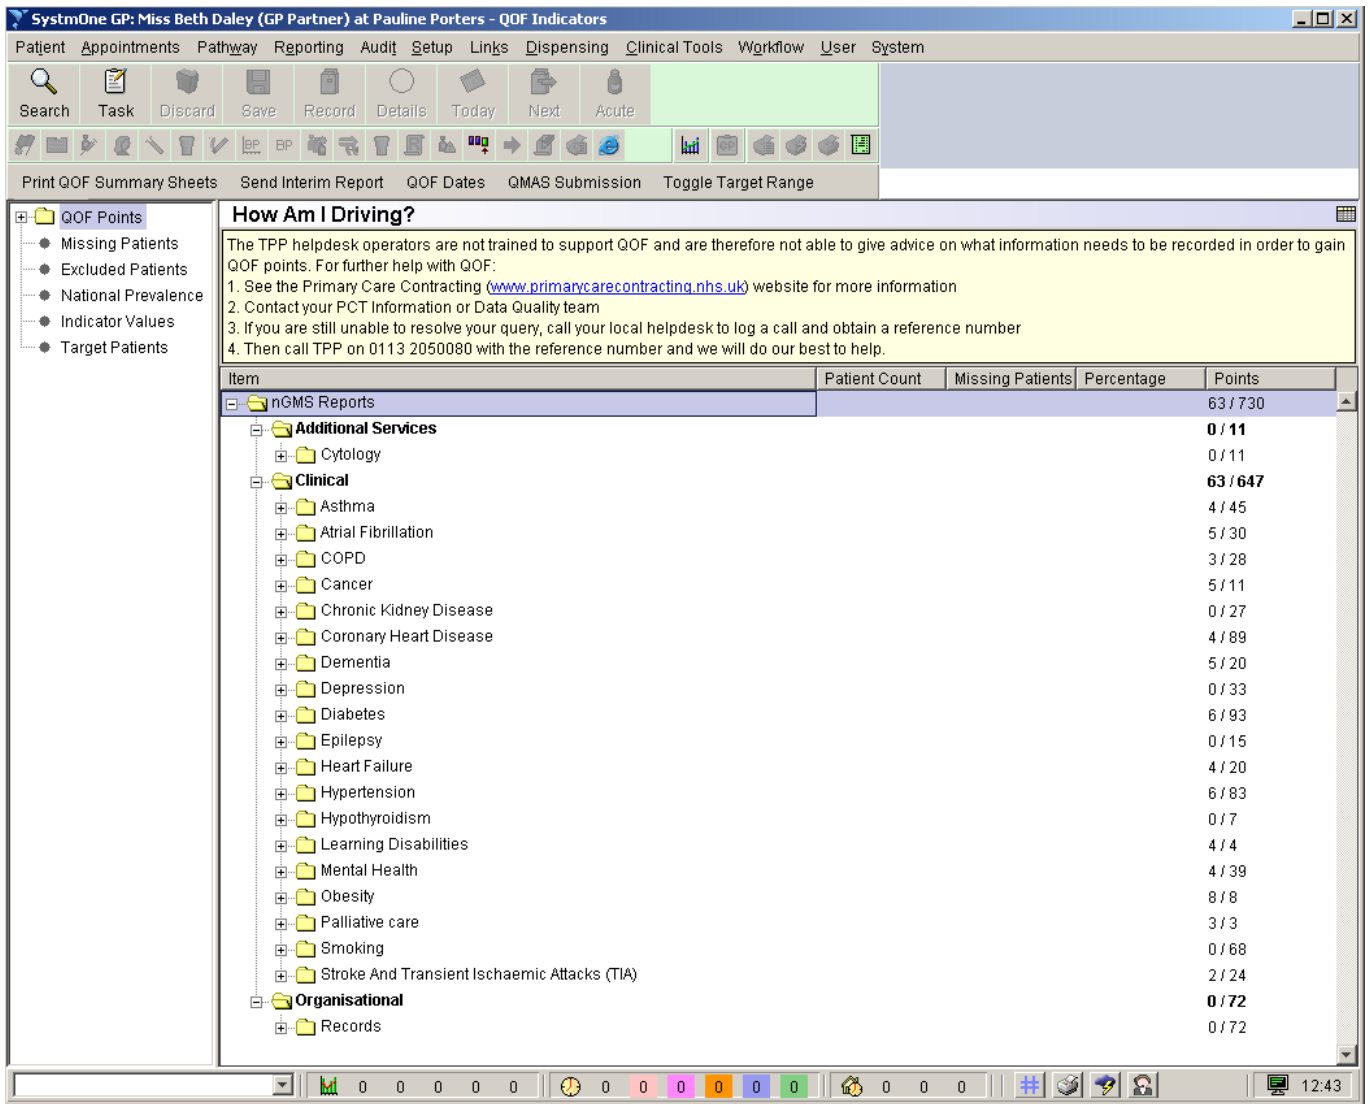 SystmOne GP: Miss Beth Daley (GP Partner) at Pauline Porters - QOF Indicators
Patient Appointments Pathway Reporting Audit Setup Links Dispensing Clinical Tools Workflow User System
Search Task Discard Save Record Details Today Next Acute
BP BP GP
Print QOF Summary Sheets Send Interim Report QOF Dates QMAS Submission Toggle Target Range
QOF Points
Missing Patients
Excluded Patients
National Prevalence
Indicator Values
Target Patients
How Am I Driving?
The TPP helpdesk operators are not trained to support QOF and are therefore not able to give advice on what information needs to be recorded in order to gain
QOF points. For further help with QOF:
1. See the Primary Care Contracting (www.primarycarecontracting.nhs.uk) website for more information
2. Contact your PCT Information or Data Quality team
3. If you are still unable to resolve your query, call your local helpdesk to log a call and obtain a reference number
4. Then call TPP on 0113 2050080 with the reference number and we will do our best to help.
Item Patient Count Missing Patients Percentage Points
nGMS Reports 63 / 730
Additional Services 0 / 11
Cytology 0 / 11
Clinical 63 / 647
Asthma 4 / 45
Atrial Fibrillation 5 / 30
COPD 3 / 28
Cancer 5 / 11
Chronic Kidney Disease 0 / 27
Coronary Heart Disease 4 / 89
Dementia 5 / 20
Depression 0 / 33
Diabetes 6 / 93
Epilepsy 0 / 15
Heart Failure 4 / 20
Hypertension 6 / 83
Hypothyroidism 0 / 7
Learning Disabilities 4 / 4
Mental Health 4 / 39
Obesity 8 / 8
Palliative care 3 / 3
Smoking 0 / 68
Stroke And Transient Ischaemic Attacks (TIA) 2 / 24
Organisational 0 / 72
Records 0 / 72
0 0 0 0 0 0 0 0 0 0 0 0 0 0 12:43